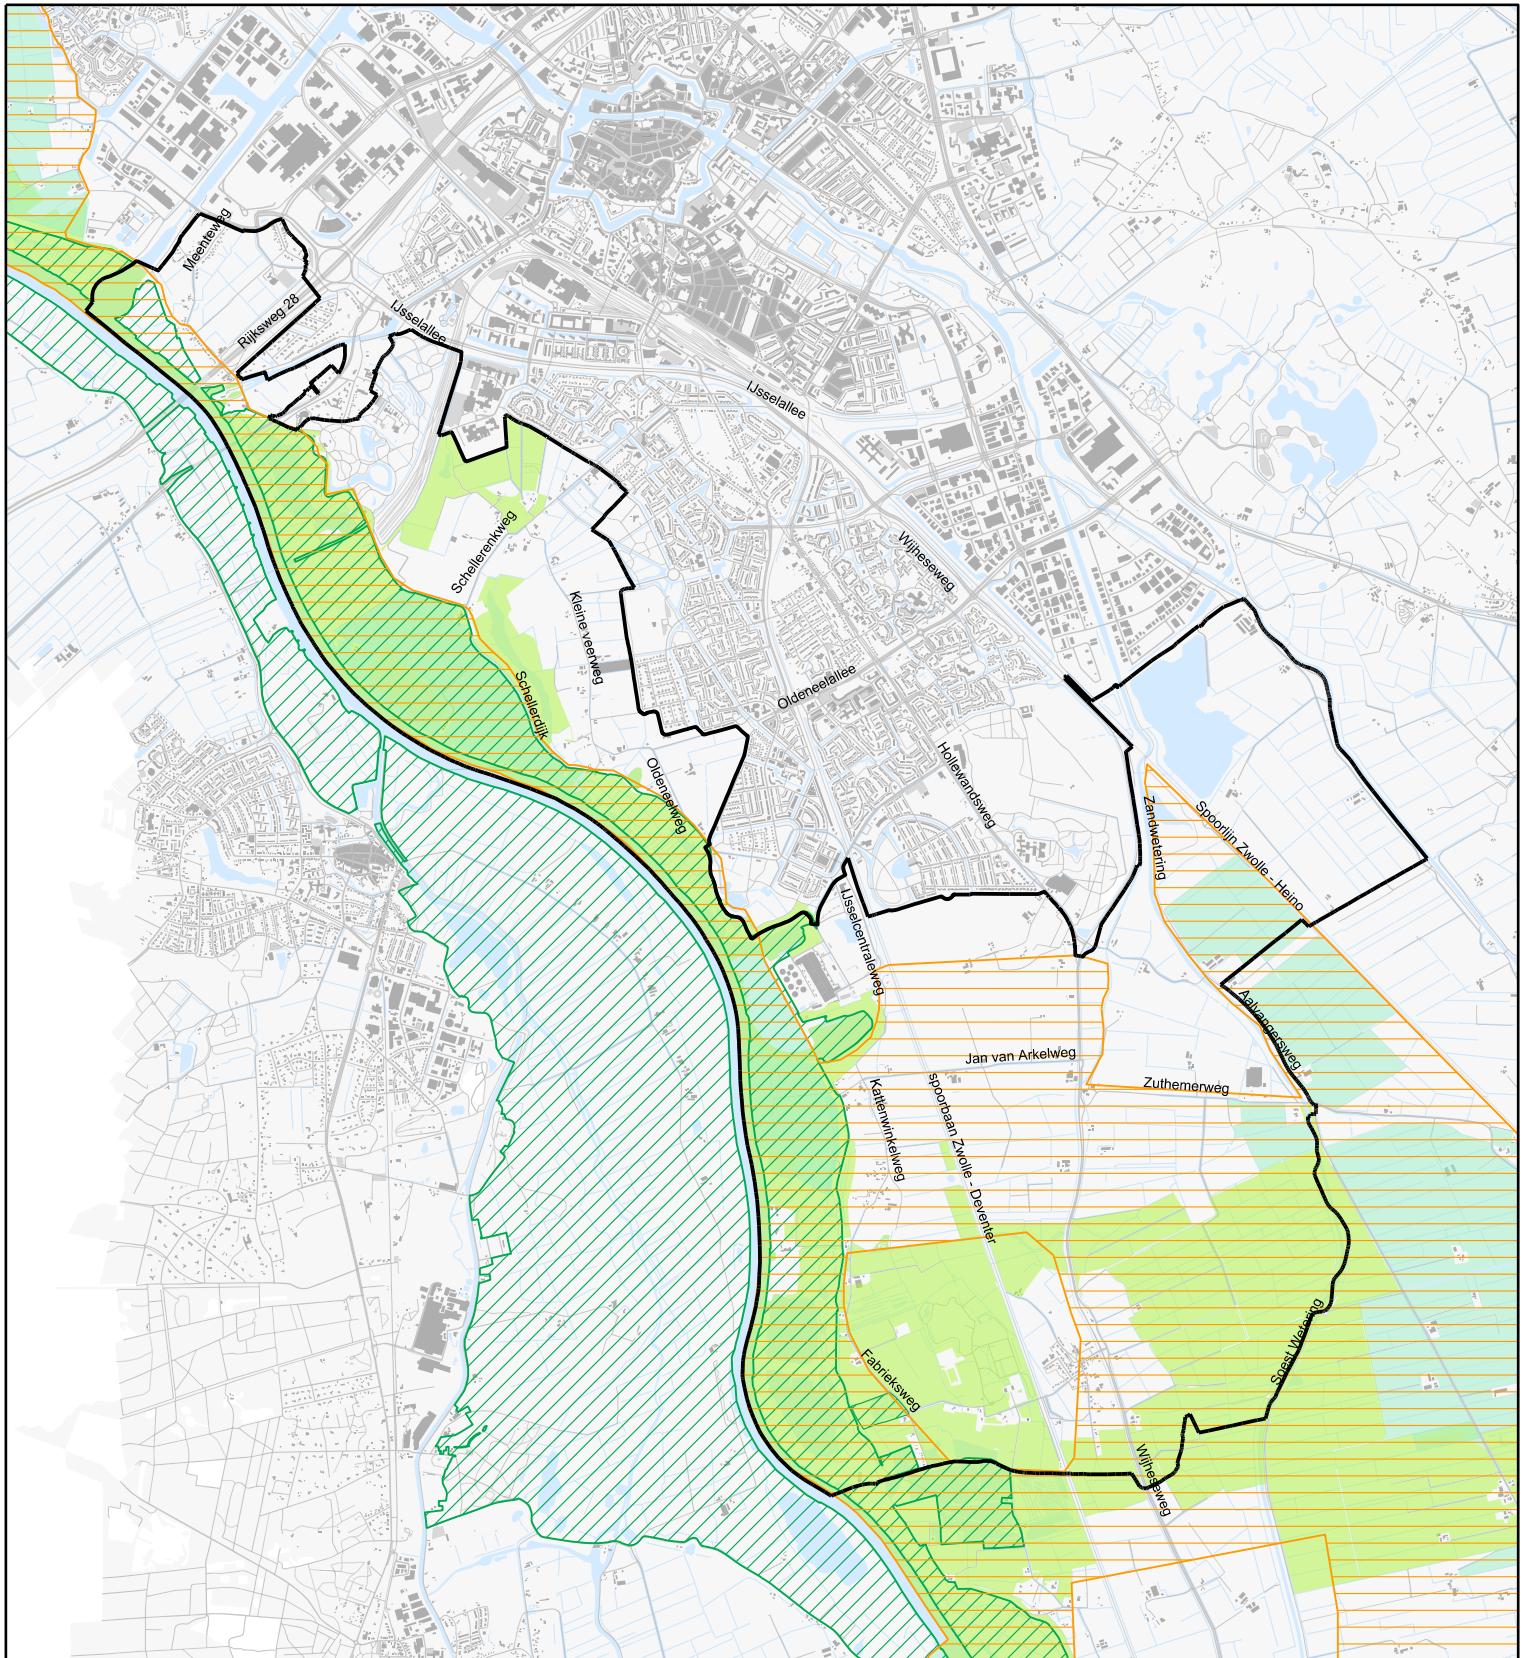 Meenteweg
Rijksweg 28
IJsselallee
IJsselallee
Schellerenkweg
Wijheseweg
Kleine veerweg
Schellerdijk
Oldeneelallee
Oldeneelweg
Hollewandsweg
Zandwetering
Spoorlijn Zwolle - Heino
IJsselcentraleweg
Aalvangersweg
Jan van Arkelweg
Zuthemerweg
Kattenwinkelweg
spoorbaan Zwolle - Deventer
Soest Wetering
Fabrieksweg
Wijheseweg